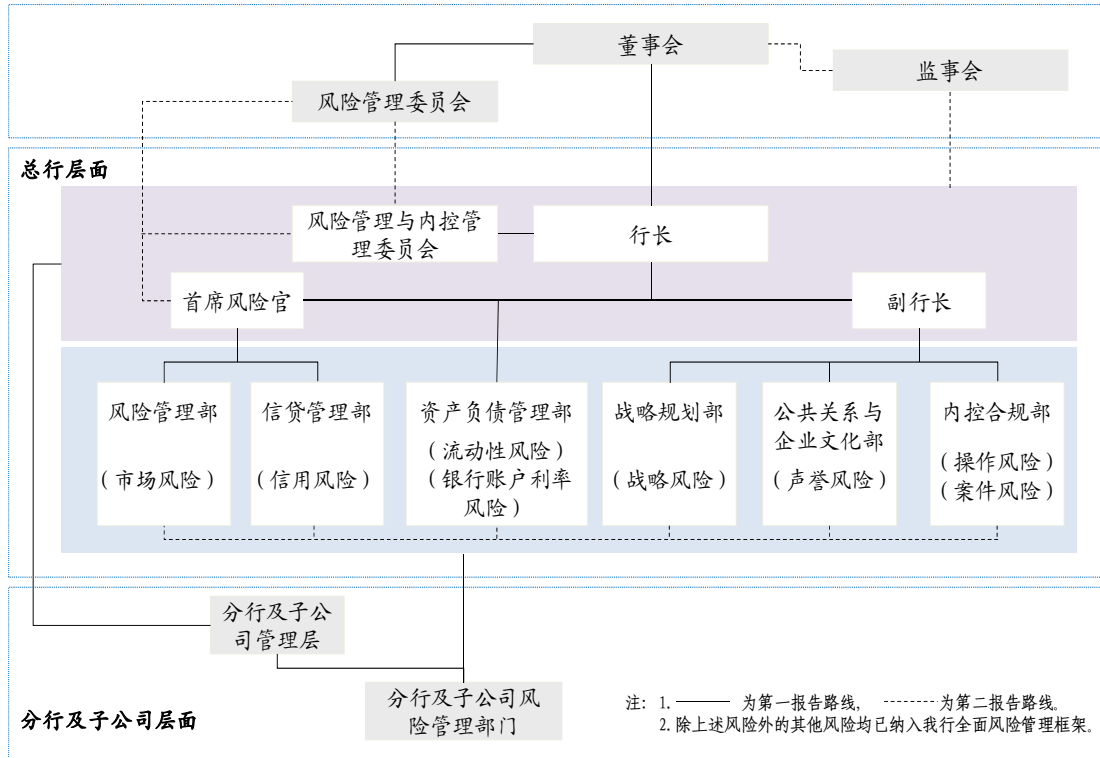 董事会
监事会
风险管理委员会
总行层面
风险管理与内控管
理委员会
行长
首席风险官
副行长
风险管理部
（市场风险）
信贷管理部
（信用风险）
资产负债管理部
（流动性风险）
（银行账户利率
风险）
战略规划部
（战略风险）
公共关系与
企业文化部
（声誉风险）
内控合规部
（操作风险）
（案件风险）
分行及子公
司管理层
分行及子公司风
险管理部门
分行及子公司层面
注：1. 为第一报告路线， 为第二报告路线。
2. 除上述风险外的其他风险均已纳入我行全面风险管理框架。